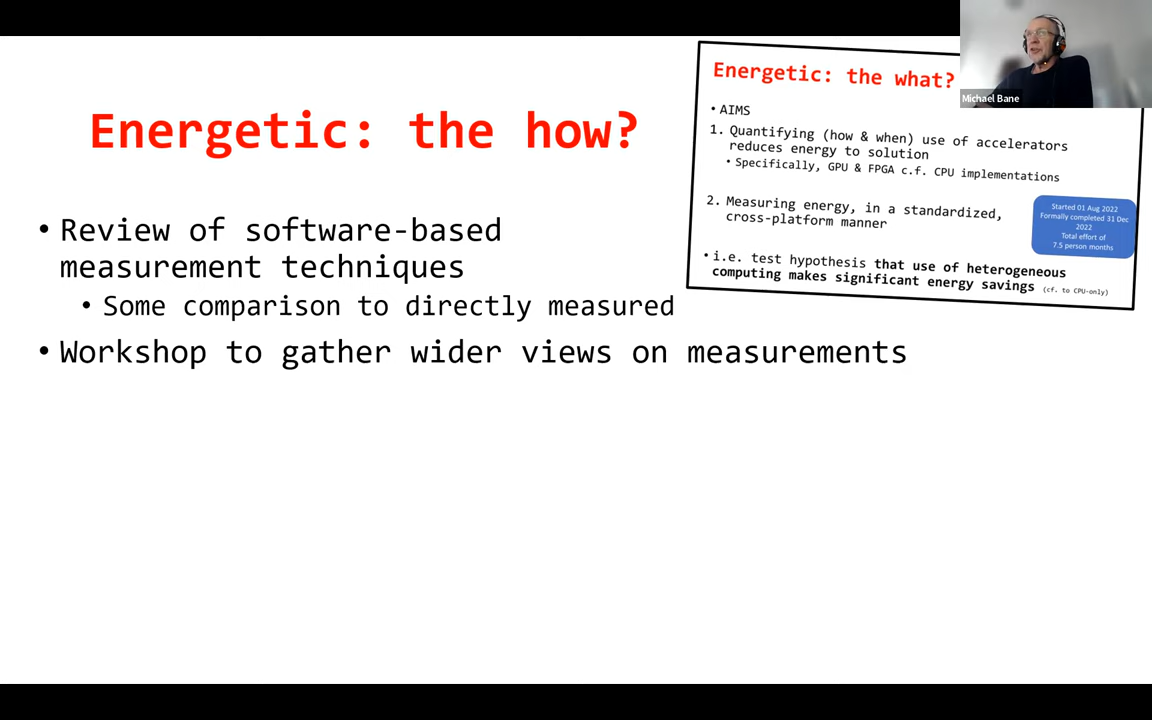 Energetic: the how?
• Review of software-based
measurement techniques
• Some comparison to directly measured
• Workshop to gather wider views on measurements
Energetic: the what?
• AIMS
1. Quantifying (how & when) use of accelerators
reduces energy to solution
• Specifically, GPU & FPGA c.f. CPU implementations
2. Measuring energy, in a standardized,
cross-platform manner
Started 01 Aug 2022
Formally completed 31 Dec
2022
Total effort of
7.5 person months
• i.e. test hypothesis that use of heterogeneous
computing makes significant energy savings (cf. to CPU-only)
Michael Bane